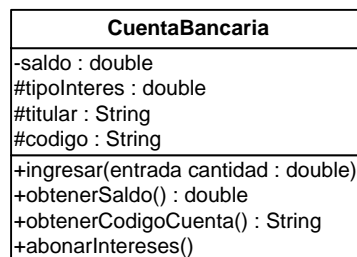 CuentaBancaria
-saldo : double
#tipoInteres : double
#titular : String
#codigo : String
+ingresar(entrada cantidad : double)
+obtenerSaldo() : double
+obtenerCodigoCuenta() : String
+abonarIntereses()